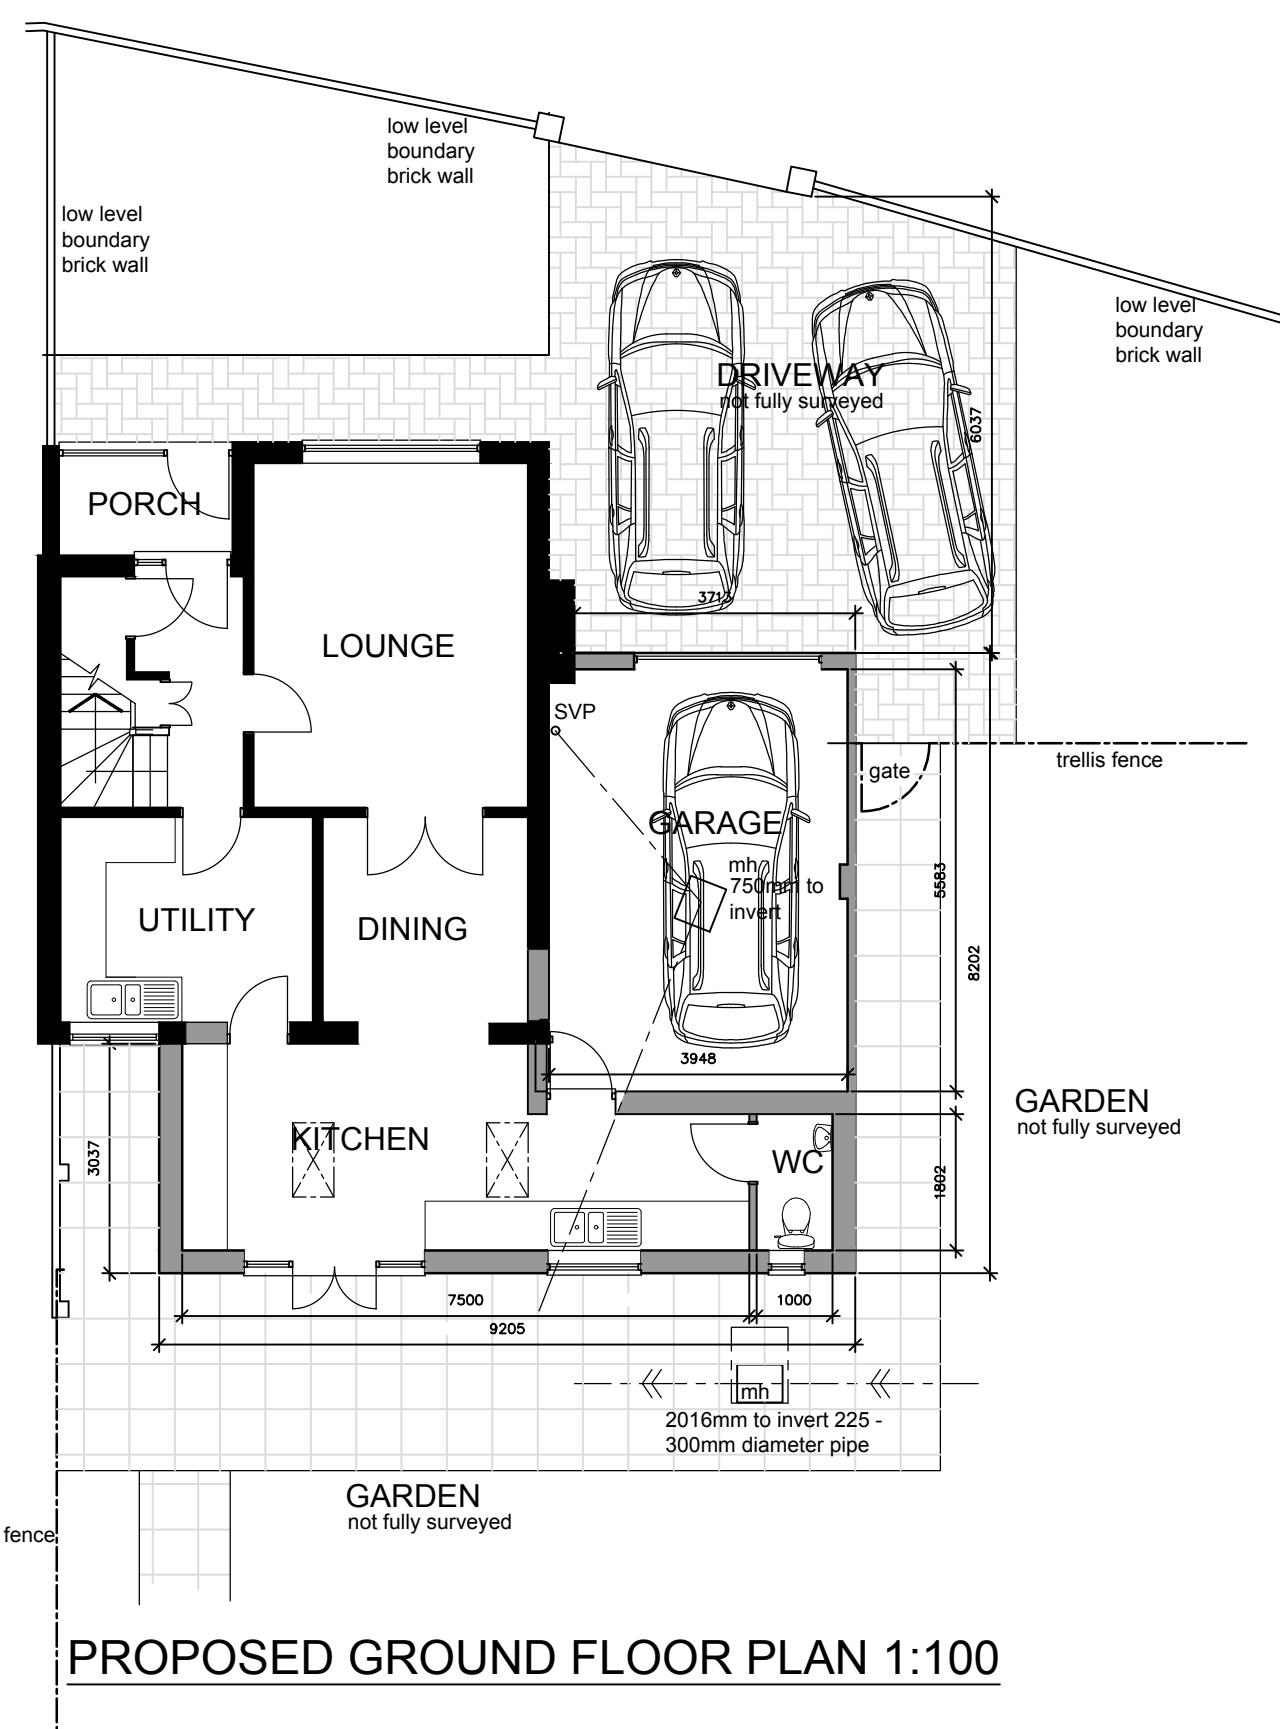 low level
boundary
brick wall
low level
boundary
brick wall
low level
boundary
brick wall
DRIVEWAY
not fully surveyed
6037
PORCH
3713
LOUNGE
SVP
trellis fence
gate
GARAGE
mh
750mm to
invert
5583
UTILITY
DINING
8202
3948
GARDEN
not fully surveyed
KITCHEN
3037
WC
1802
7500
1000
9205
mh
2016mm to invert 225 -
300mm diameter pipe
GARDEN
not fully surveyed
fence
PROPOSED GROUND FLOOR PLAN 1:100